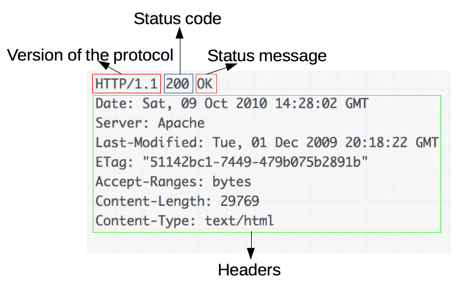 Status code
Version of the protocol
Status message
HTTP/1.1 200 OK
Date: Sat, 09 Oct 2010 14:28:02 GMT
Server: Apache
Last-Modified: Tue, 01 Dec 2009 20:18:22 GMT
ETag: "51142bc1-7449-479b075b2891b"
Accept-Ranges: bytes
Content-Length: 29769
Content-Type: text/html
Headers